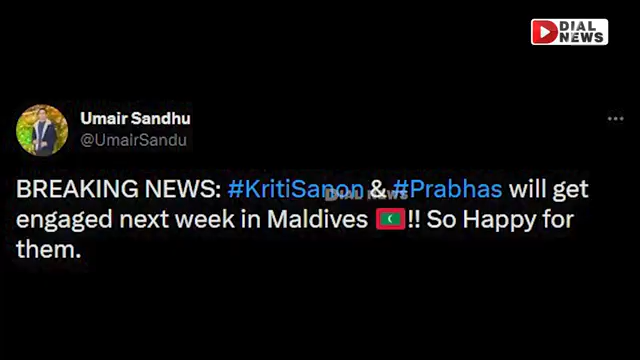 DIAL NEWS
Umair Sandhu
@UmairSandu
BREAKING NEWS: #KritiSanon & #Prabhas will get
engaged next week in Maldives 🇲🇻!! So Happy for
them.
DIAL NEWS